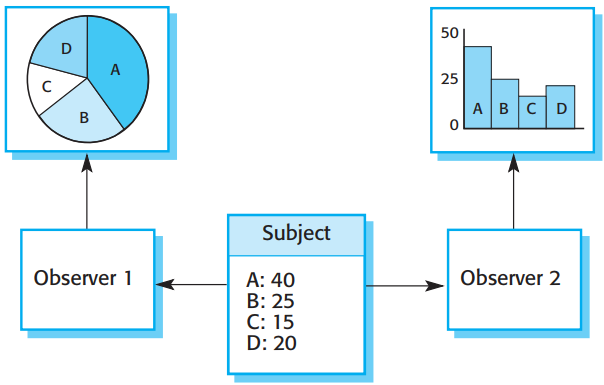 D
A
C
B
50
25
0
A B C D
Subject
Observer 1
A: 40
B: 25
C: 15
D: 20
Observer 2